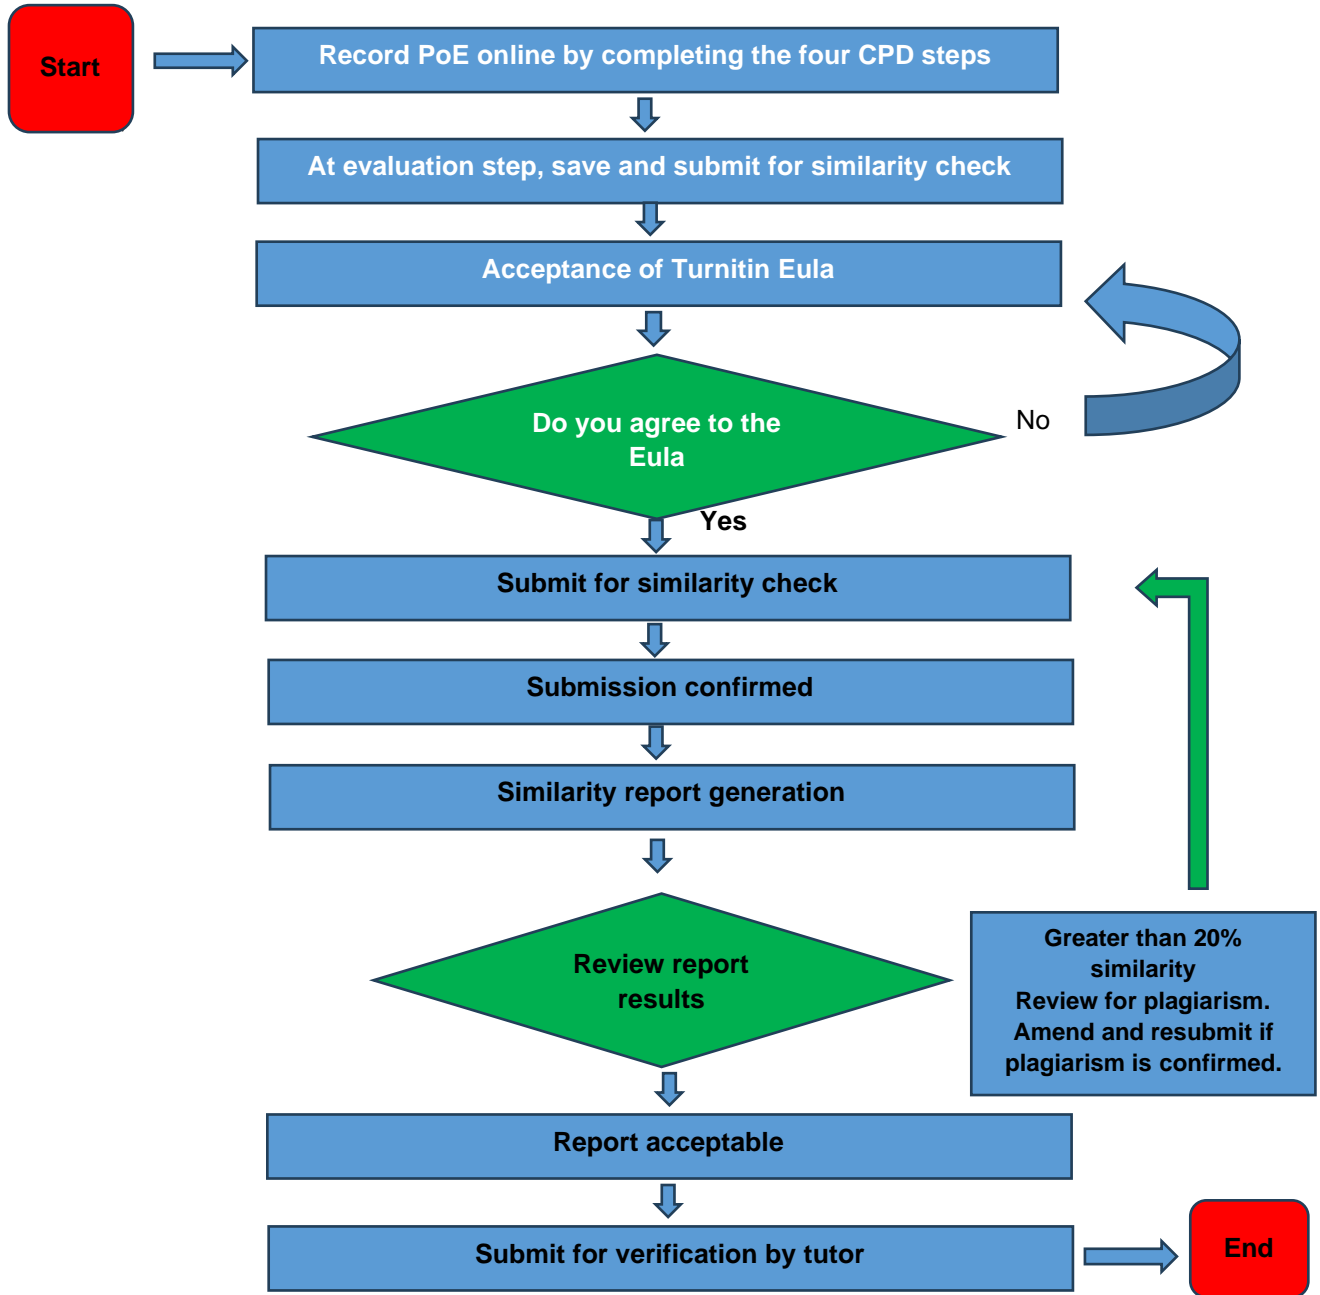 Start
Record PoE online by completing the four CPD steps
At evaluation step, save and submit for similarity check
Acceptance of Turnitin Eula
Do you agree to the
Eula
No
Yes
Submit for similarity check
Submission confirmed
Similarity report generation
Review report
results
Greater than 20%
similarity
Review for plagiarism.
Amend and resubmit if
plagiarism is confirmed.
Report acceptable
Submit for verification by tutor
End